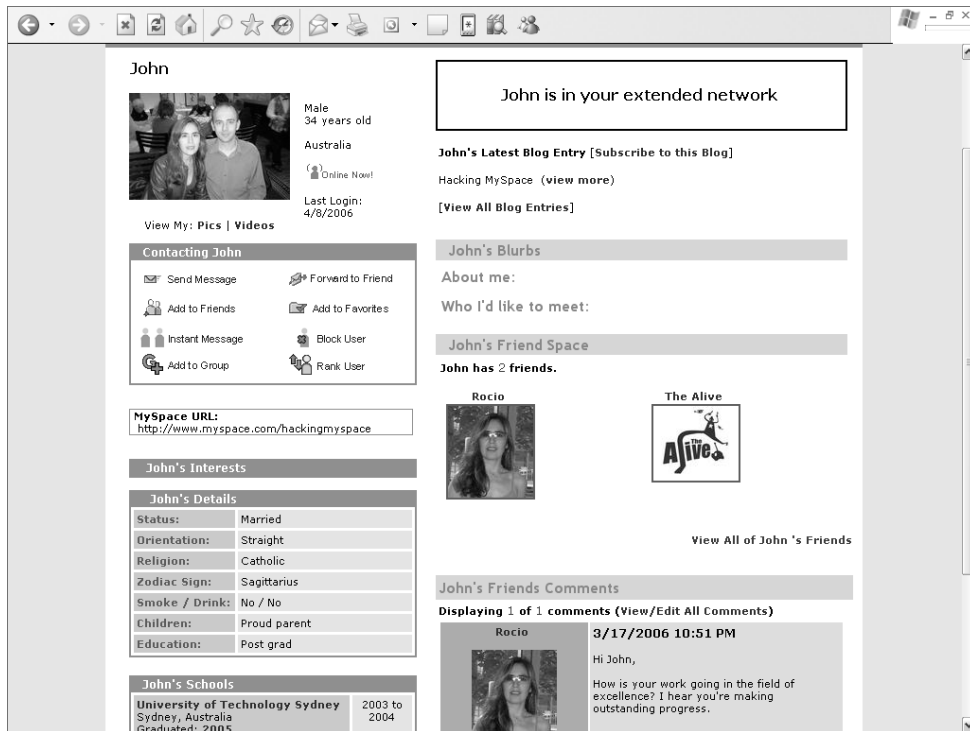 John
Male
34 years old
Australia
Online Now!
Last Login:
4/8/2006
View My: Pics | Videos
Contacting John
Send Message
Forward to Friend
Add to Friends
Add to Favorites
Instant Message
Block User
Add to Group
Rank User
MySpace URL:
http://www.myspace.com/hackingmyspace
John's Interests
John's Details
Status: Married
Orientation: Straight
Religion: Catholic
Zodiac Sign: Sagittarius
Smoke / Drink: No / No
Children: Proud parent
Education: Post grad
John's Schools
University of Technology Sydney 2003 to
Sydney, Australia 2004
Graduated: 2005
John is in your extended network
John's Latest Blog Entry [Subscribe to this Blog]
Hacking MySpace (view more)
[View All Blog Entries]
John's Blurbs
About me:
Who I'd like to meet:
John's Friend Space
John has 2 friends.
Rocio
The Alive
The Alive
View All of John 's Friends
John's Friends Comments
Displaying 1 of 1 comments (View/Edit All Comments)
Rocio
3/17/2006 10:51 PM
Hi John,
How is your work going in the field of
excellence? I hear you're making
outstanding progress.